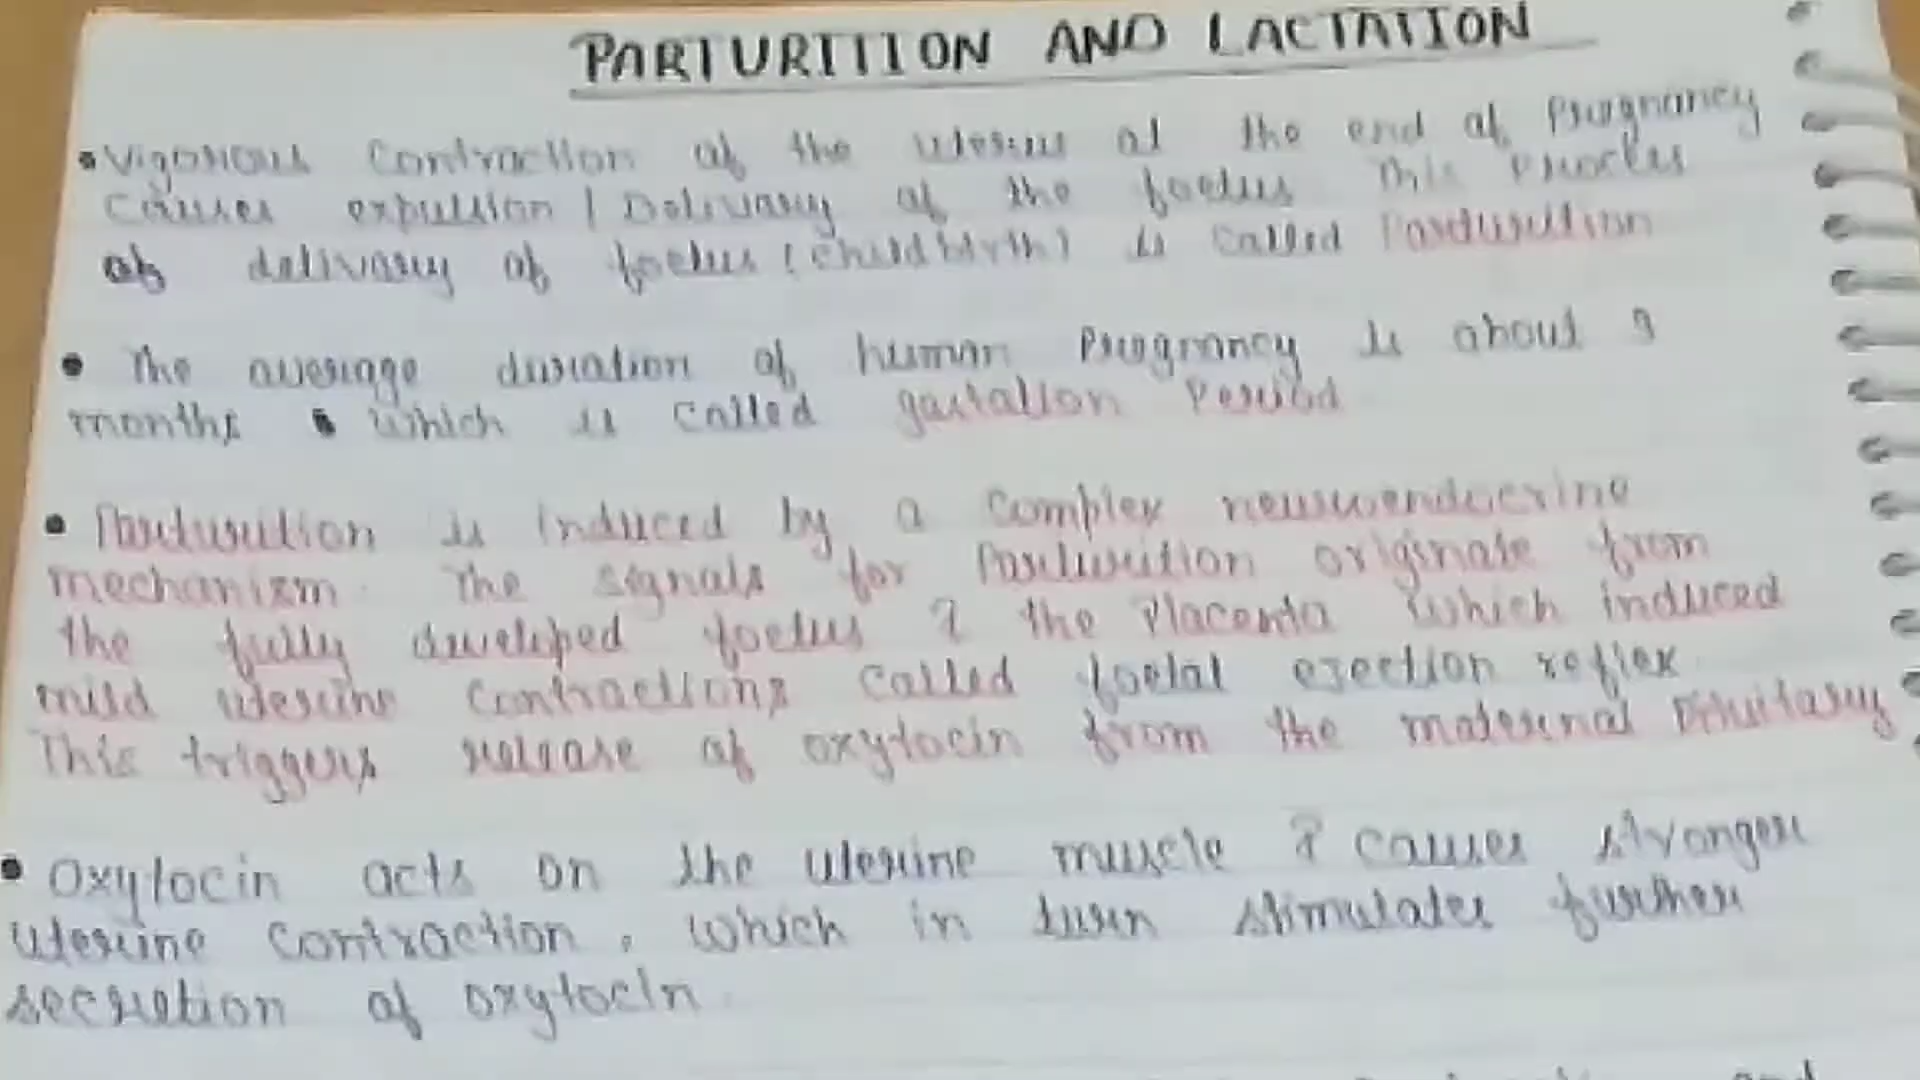 PARTURITION AND LACTATION
• Vigorous Contraction of the uterus at the end of Pregnancy
Causes expulsion / Delivary of the foetus This Process
of delivary of foetus (childbirth) is called Parturition
• The average duration of human Pregnancy is about 9
months which is called gastation Period
• Parturition is induced by a Complex neuroendocrine
mechanism. The signals for Parturition originate from
the fully developed foetus & the Placenta which induced
mild uterine Contractions called foetal ejection reflex.
This triggers release of oxytocin from the maternal Pituitary
• Oxytocin acts on the uterine muscle & causes stronger
uterine Contraction, which in turn stimulates further
secretion of oxytocin.
and